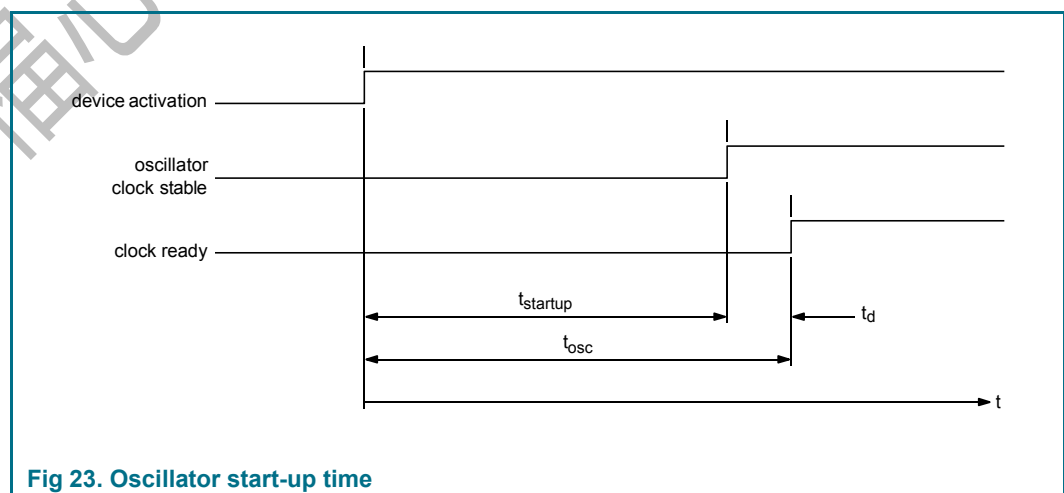 device activation
oscillator
clock stable
clock ready
tstartup
td
tosc
t
Fig 23. Oscillator start-up time